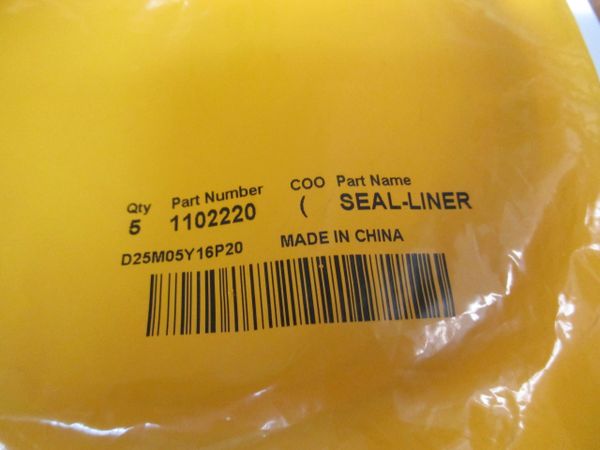 Qty Part Number COO Part Name
5 1102220 ( SEAL-LINER
D25M05Y16P20 MADE IN CHINA